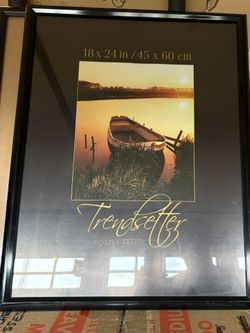 18 x 24 in / 45 x 60 cm
Trendsetter
POSTER FRAME